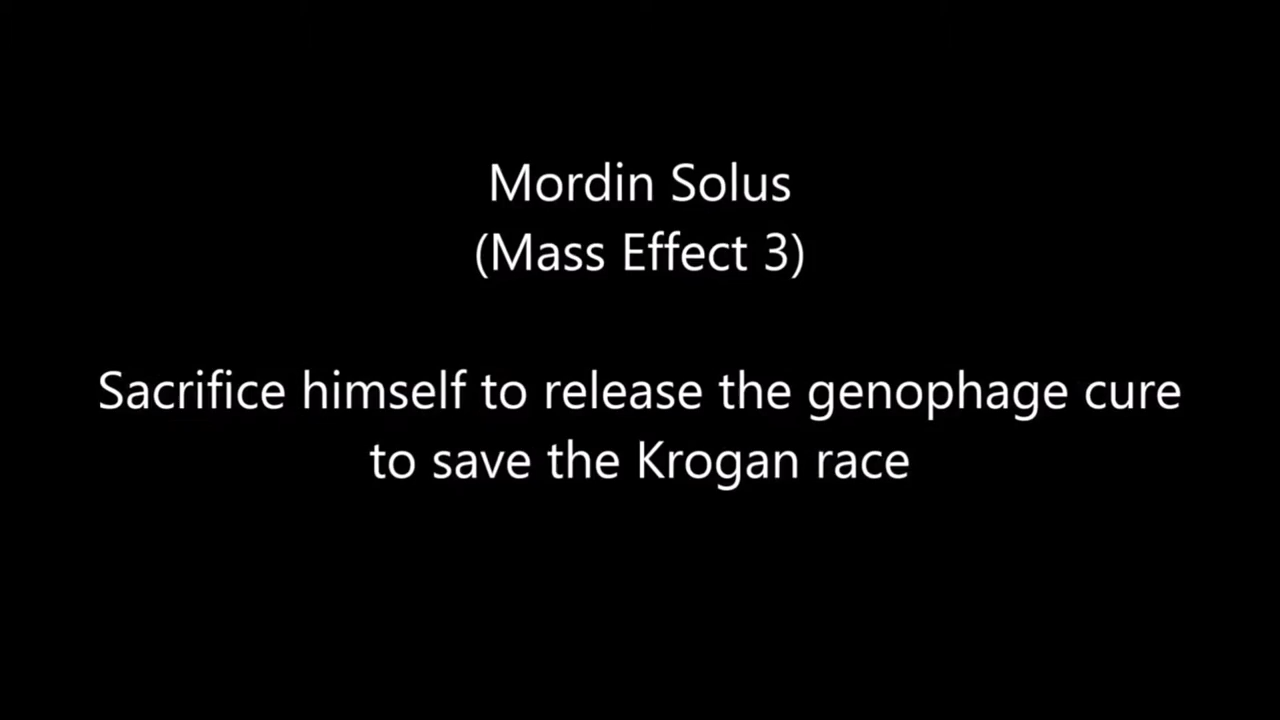 Mordin Solus
(Mass Effect 3)
Sacrifice himself to release the genophage cure
to save the Krogan race